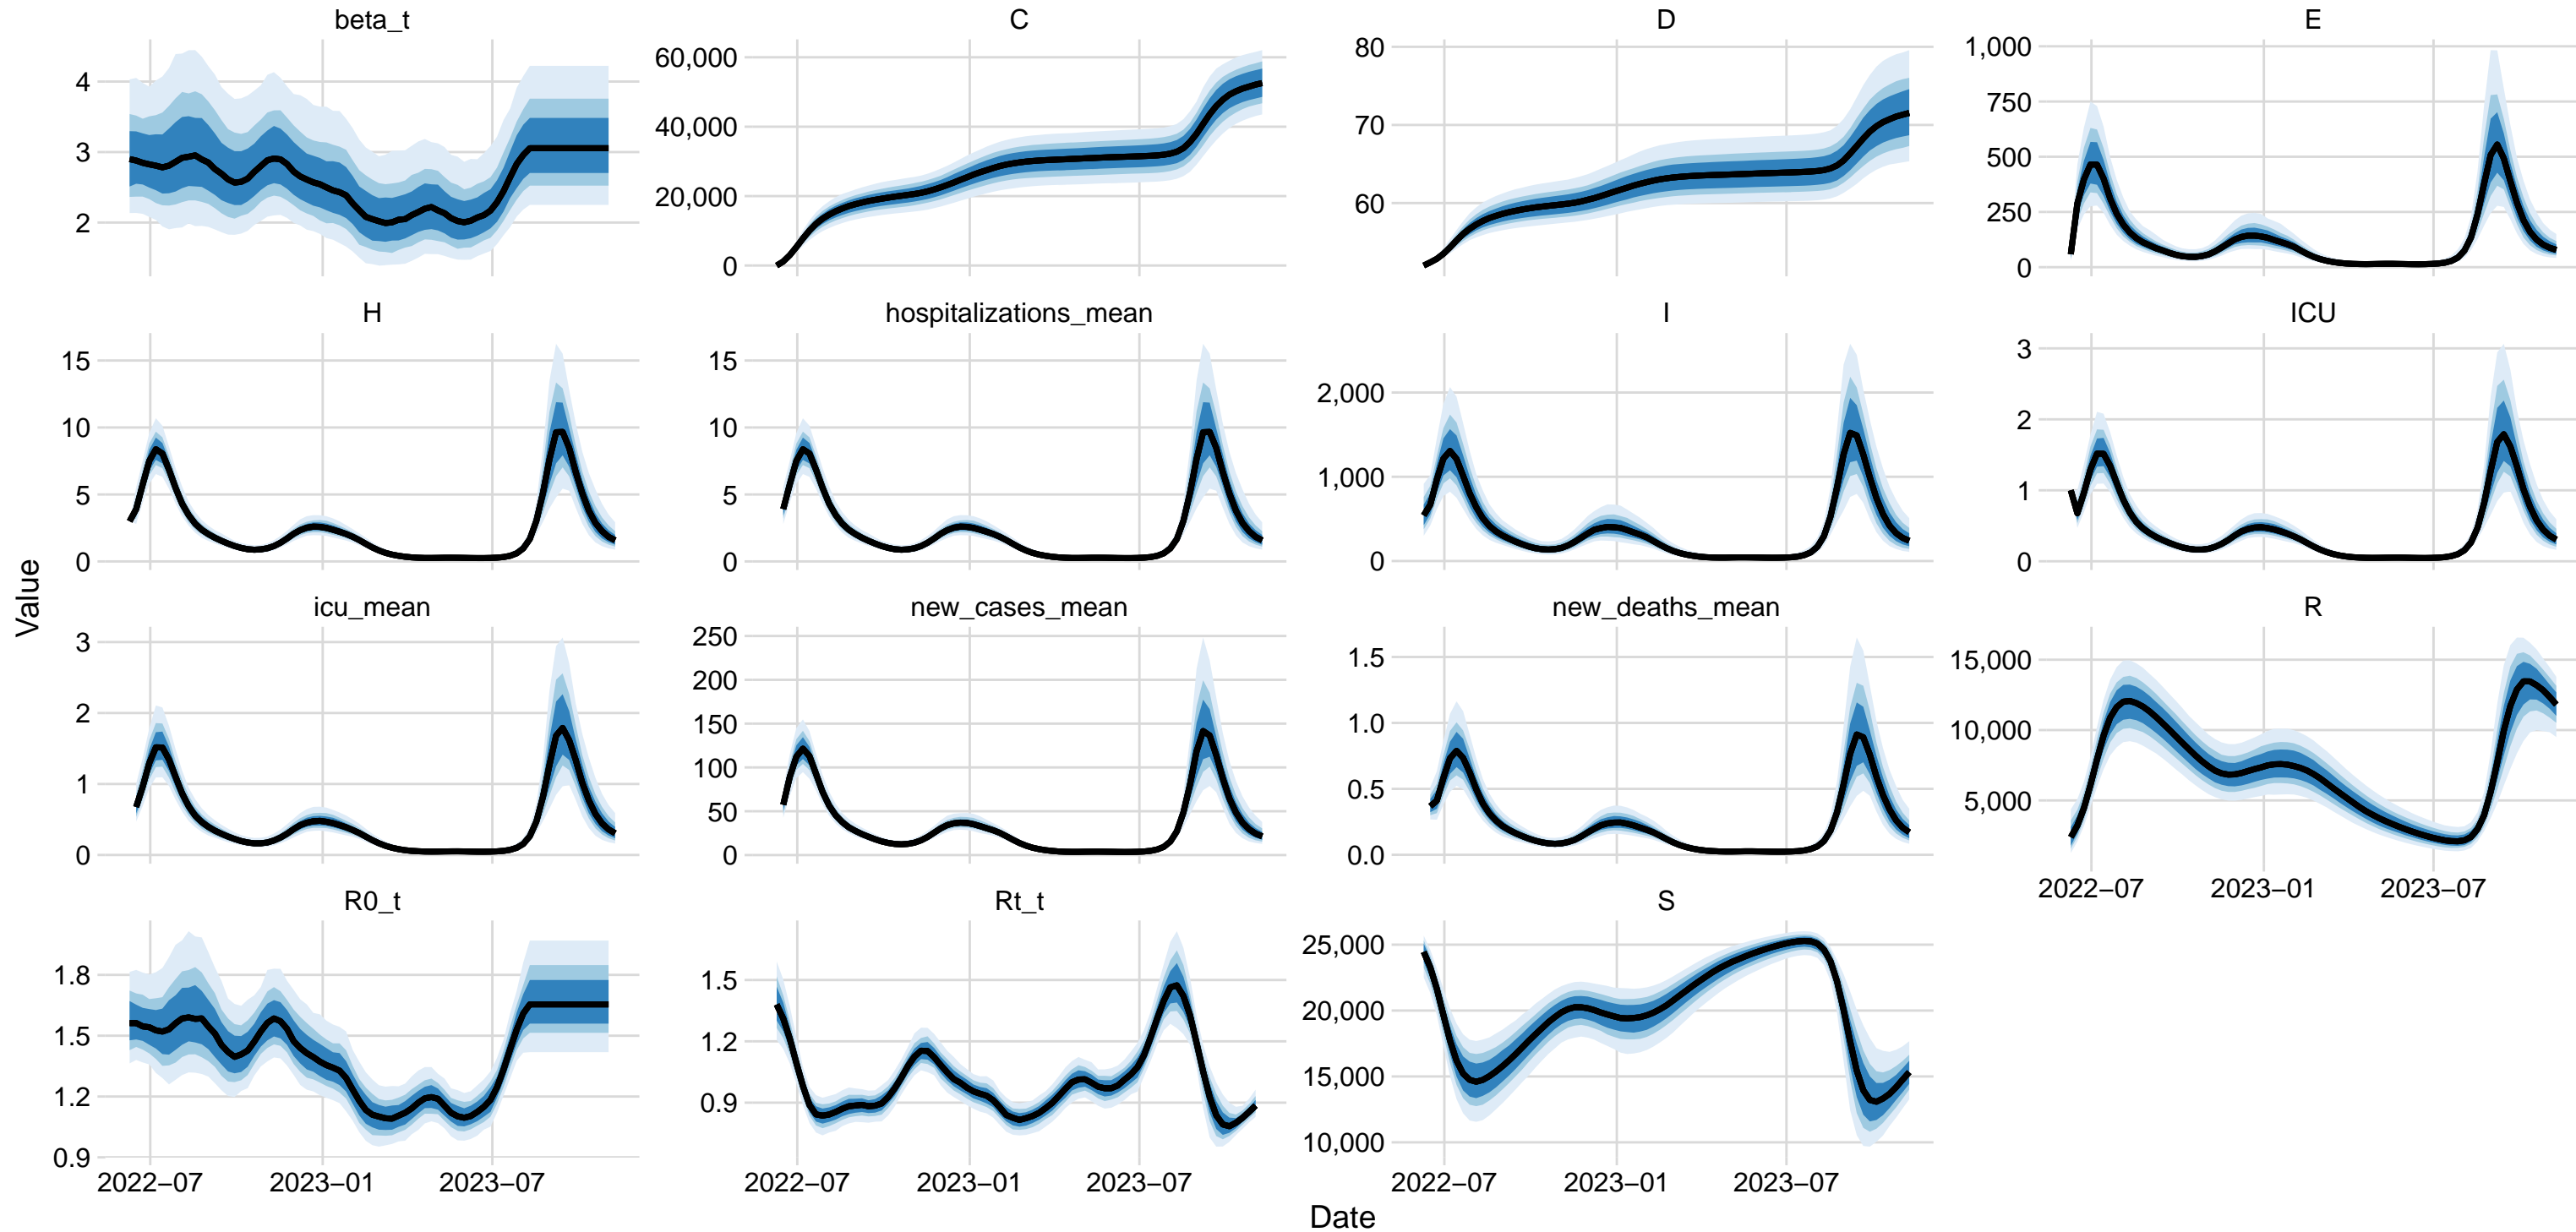 beta_t
4
3
2
C
60,000
40,000
20,000
0
D
80
70
60
E
1,000
750
500
250
0
H
15
10
5
0
hospitalizations_mean
15
10
5
0
I
2,000
1,000
0
ICU
3
2
1
0
icu_mean
3
2
1
0
new_cases_mean
250
200
150
100
50
0
new_deaths_mean
1.5
1.0
0.5
0.0
R
15,000
10,000
5,000
2022−07 2023−01 2023−07
R0_t
1.8
1.5
1.2
0.9
2022−07 2023−01 2023−07
Rt_t
1.5
1.2
0.9
2022−07 2023−01 2023−07
S
25,000
20,000
15,000
10,000
2022−07 2023−01 2023−07
Value
Date